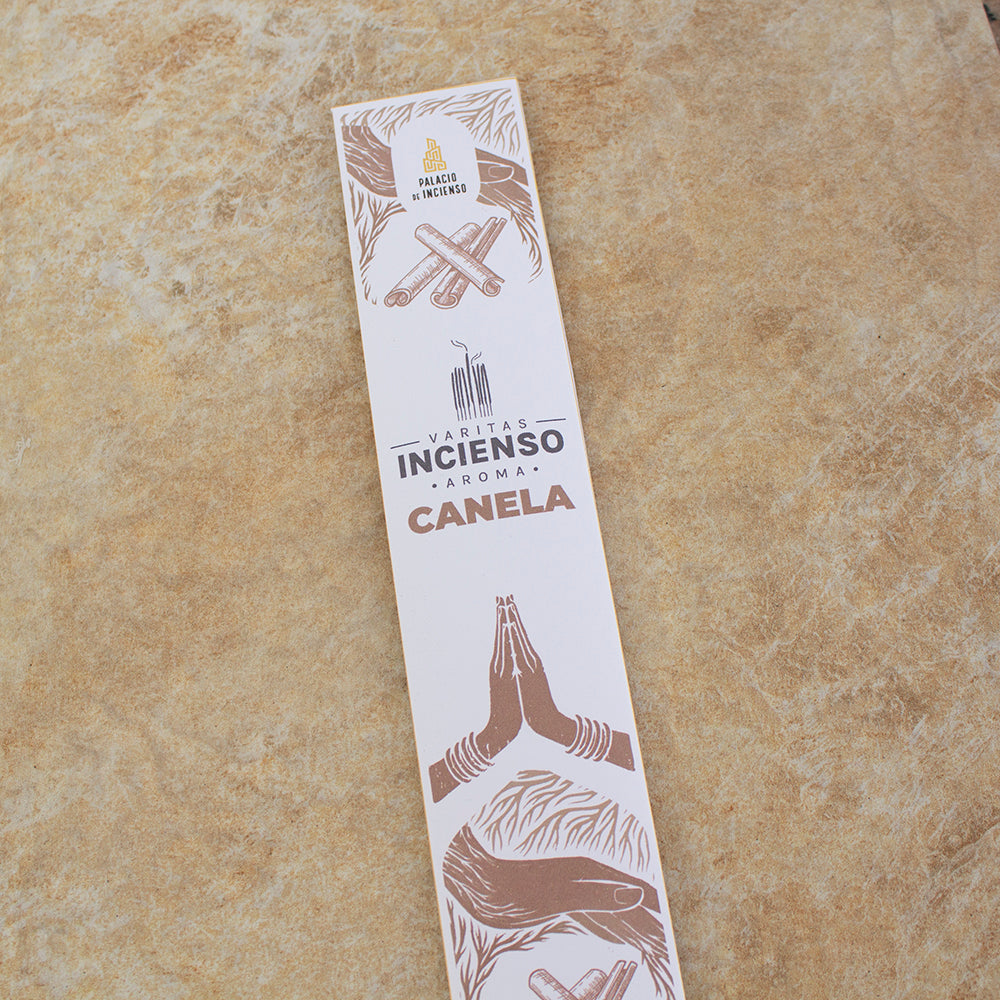 PALACIO
DE INCIENSO
VARITAS
INCIENSO
• AROMA •
CANELA